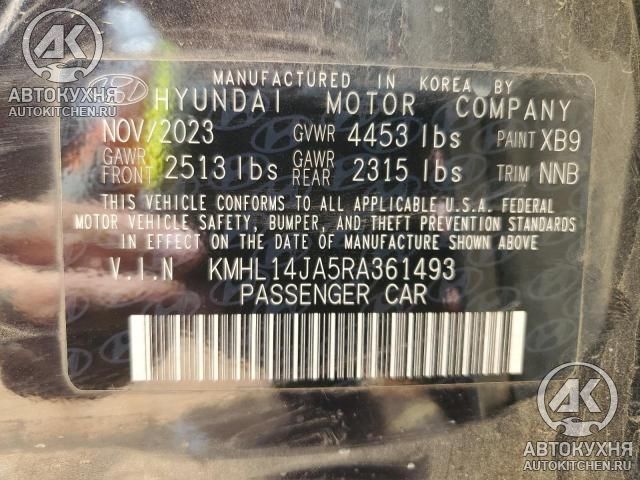 АК
АВТОКУХНЯ
AUTOKITCHEN.RU
MANUFACTURED IN KOREA BY
HYUNDAI MOTOR COMPANY
NOV/2023 GVWR 4453 lbs PAINT XB9
GAWR FRONT 2513 lbs GAWR REAR 2315 lbs TRIM NNB
THIS VEHICLE CONFORMS TO ALL APPLICABLE U.S.A. FEDERAL
MOTOR VEHICLE SAFETY, BUMPER, AND THEFT PREVENTION STANDARDS
IN EFFECT ON THE DATE OF MANUFACTURE SHOWN ABOVE.
V.I.N KMHL14JA5RA361493
PASSENGER CAR
АК
АВТОКУХНЯ
AUTOKITCHEN.RU